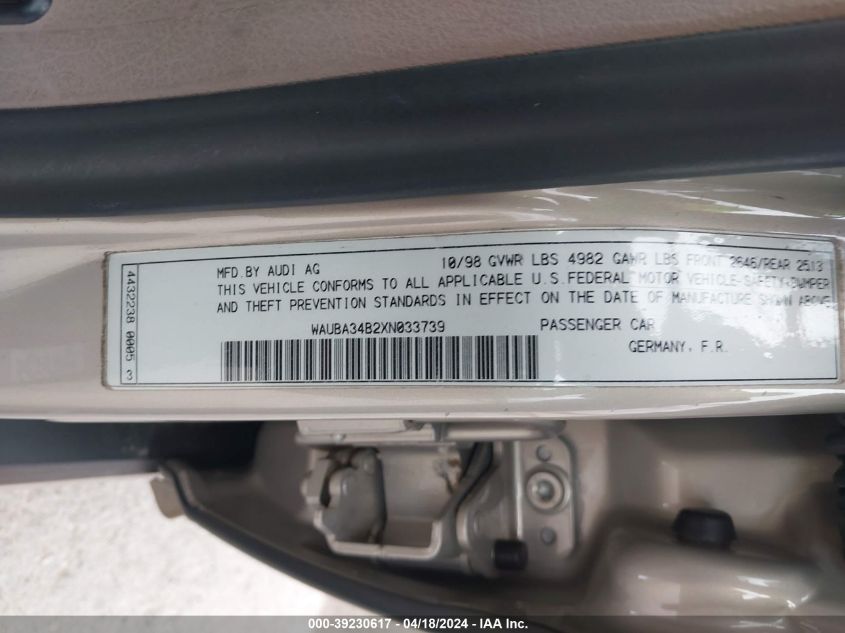 MFD.BY AUDI AG 10/98 GVWR LBS 4982 GAWR LBS FRONT 2646/REAR 2513
THIS VEHICLE CONFORMS TO ALL APPLICABLE U.S.FEDERAL MOTOR VEHICLE-SAFETY-BUMPER
AND THEFT PREVENTION STANDARDS IN EFFECT ON THE DATE OF MANUFACTURE SHOWN ABOVE
WAUBA34B2XN033739 PASSENGER CAR
GERMANY, F.R.
4432238 0005 3
000-39230617 - 04/18/2024 - IAA Inc.